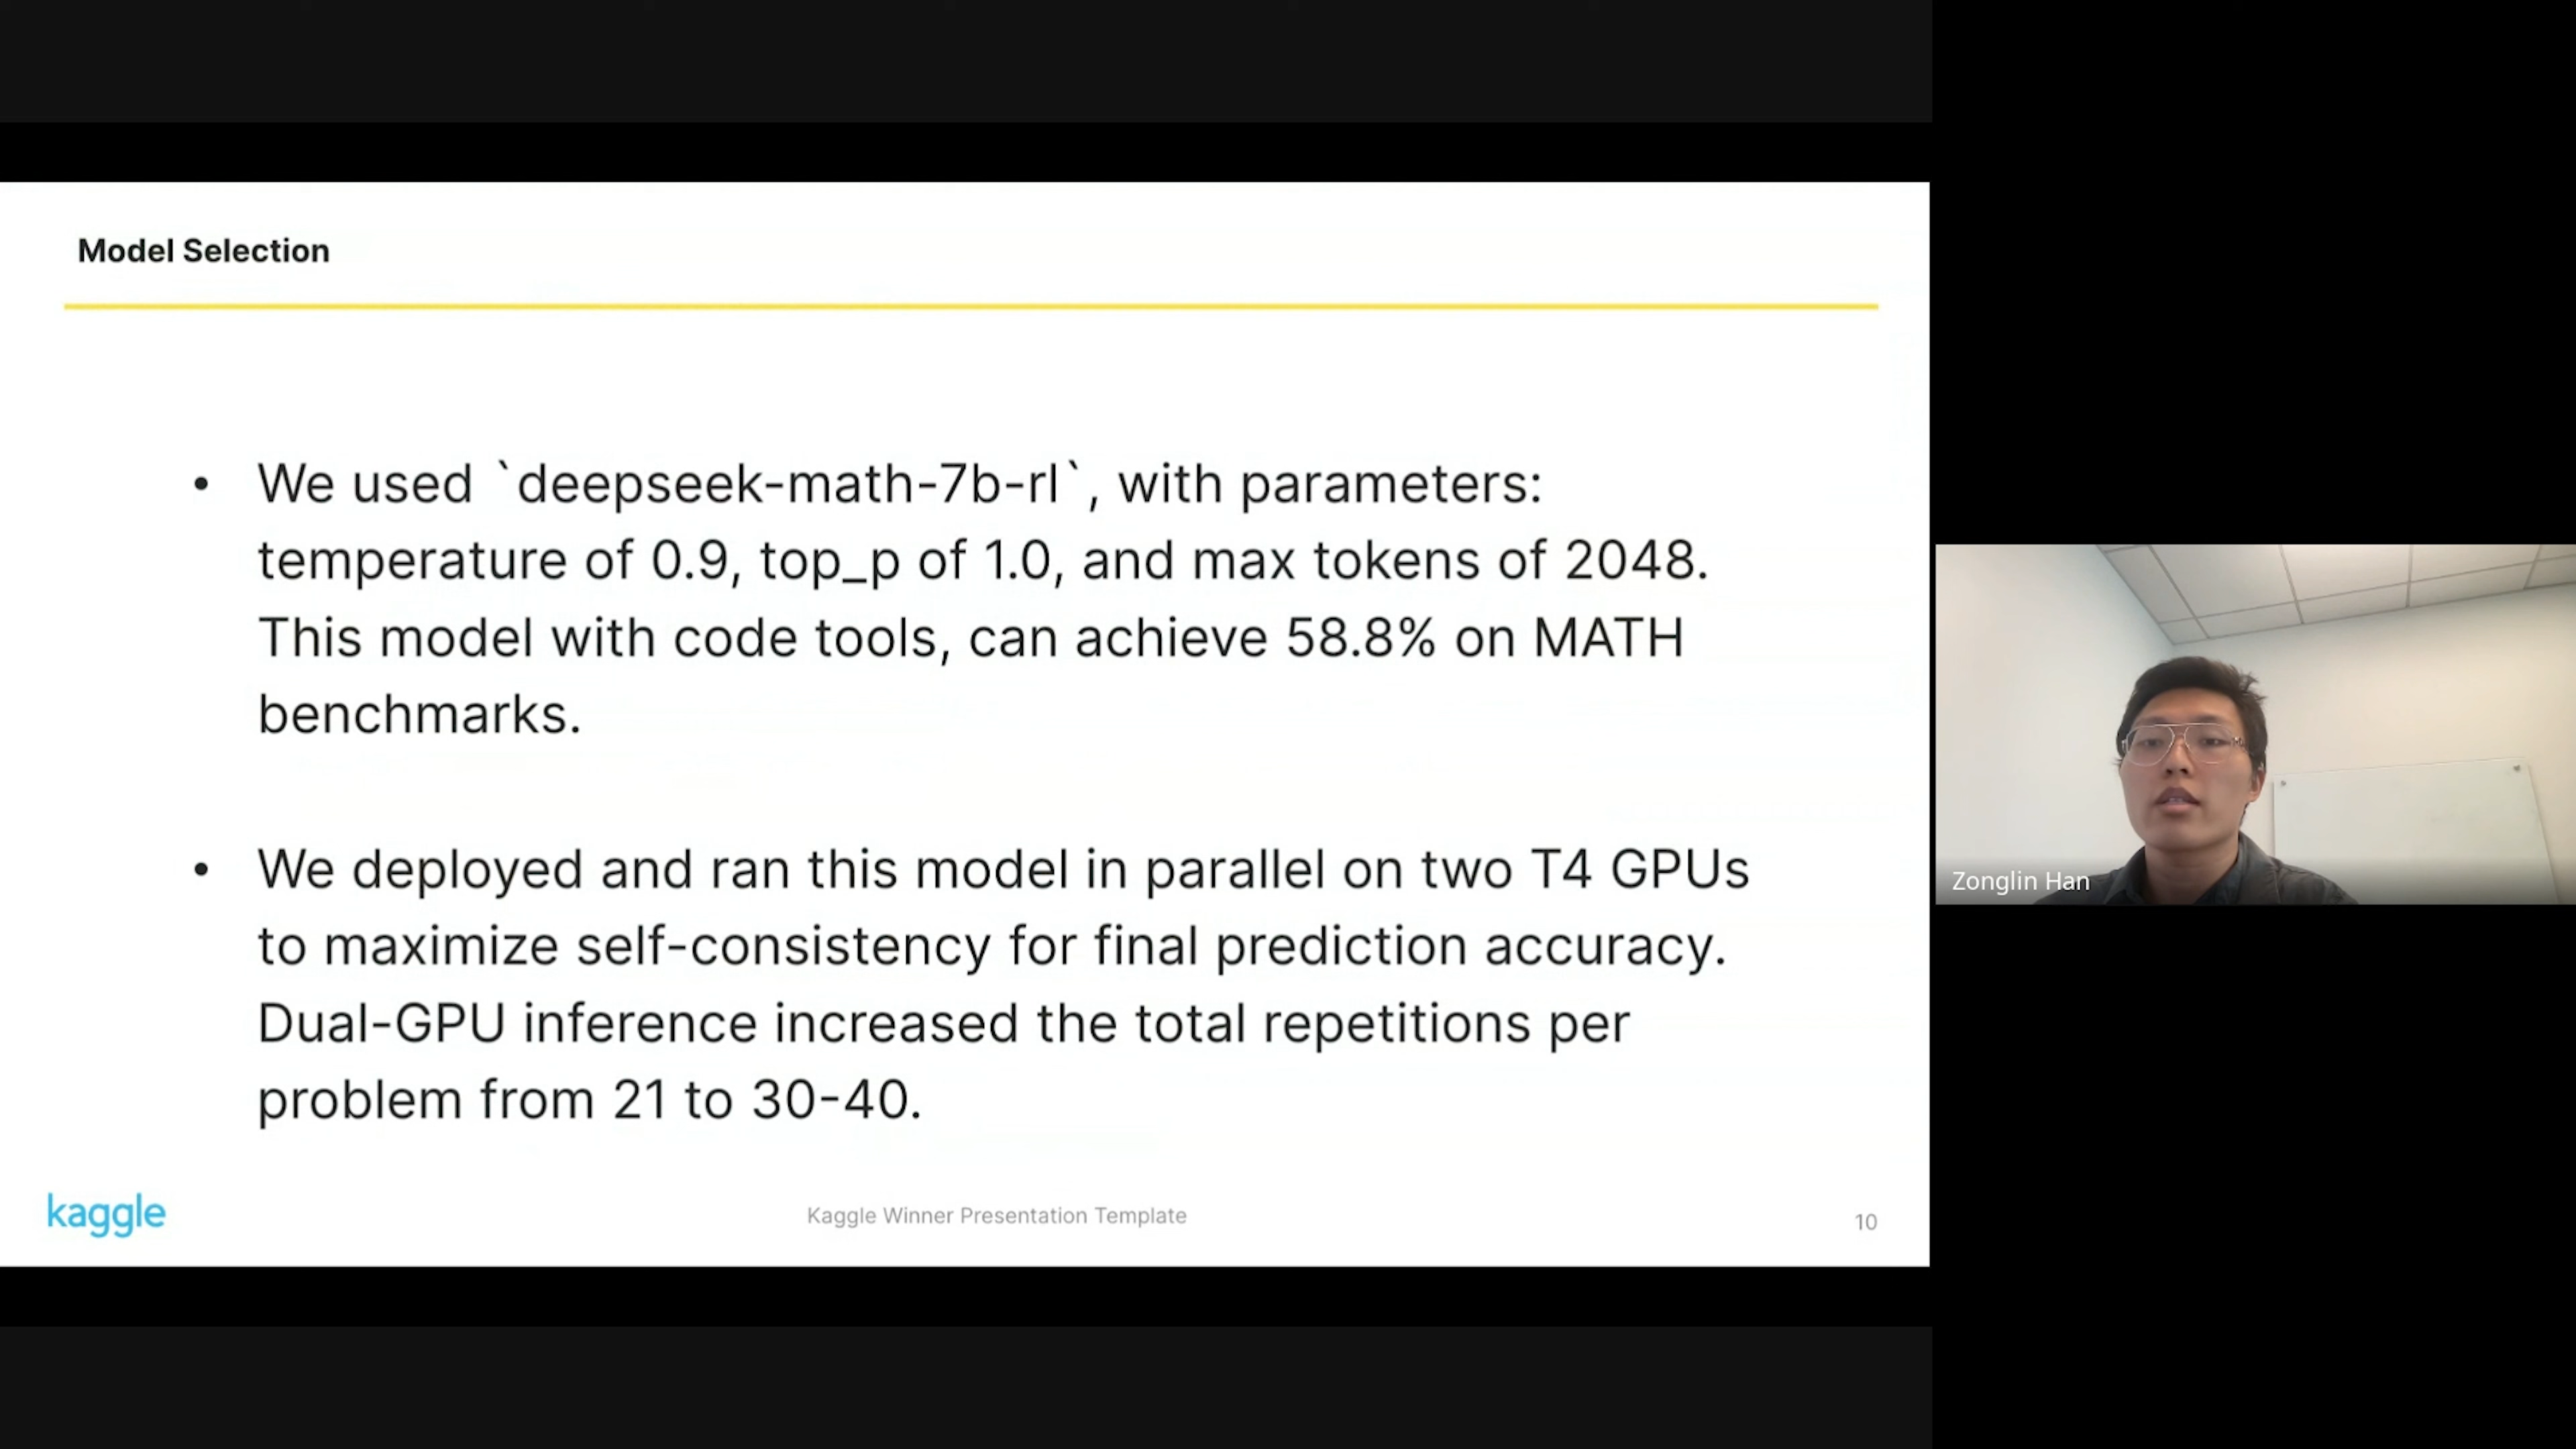 Model Selection
• We used `deepseek-math-7b-rl`, with parameters:
temperature of 0.9, top_p of 1.0, and max tokens of 2048.
This model with code tools, can achieve 58.8% on MATH
benchmarks.
• We deployed and ran this model in parallel on two T4 GPUs
to maximize self-consistency for final prediction accuracy.
Dual-GPU inference increased the total repetitions per
problem from 21 to 30-40.
kaggle
Kaggle Winner Presentation Template
10
Zonglin Han